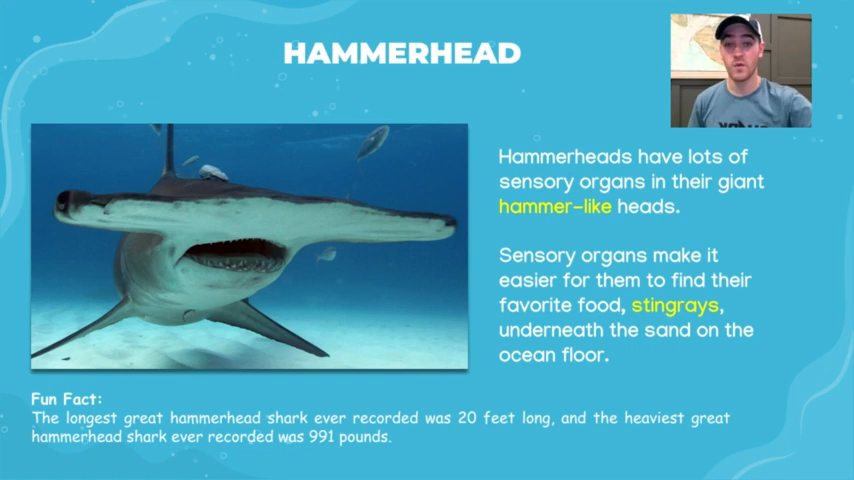 HAMMERHEAD
Hammerheads have lots of
sensory organs in their giant
hammer-like heads.
Sensory organs make it
easier for them to find their
favorite food, stingrays,
underneath the sand on the
ocean floor.
Fun Fact:
The longest great hammerhead shark ever recorded was 20 feet long, and the heaviest great
hammerhead shark ever recorded was 991 pounds.